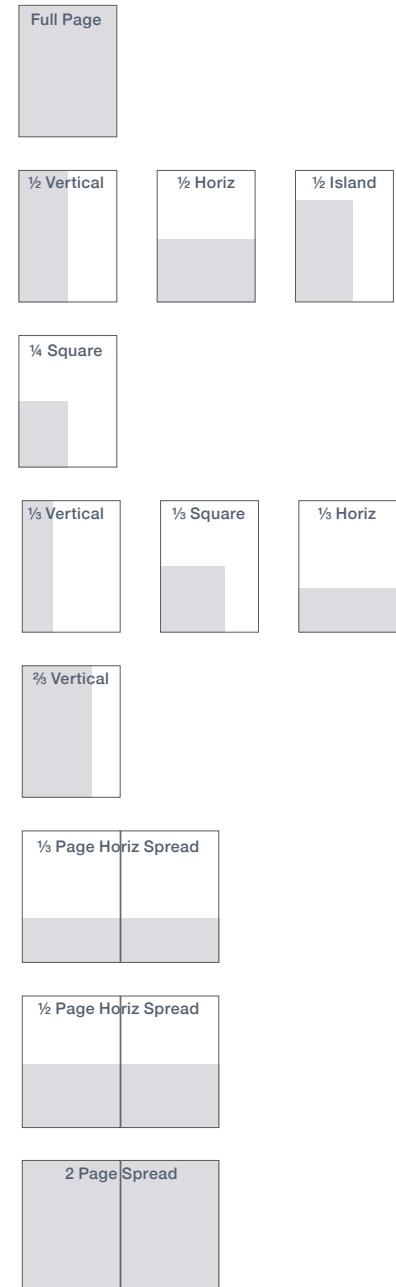 Full Page
½ Vertical
½ Horiz
½ Island
¼ Square
⅓ Vertical
⅓ Square
⅓ Horiz
⅔ Vertical
⅓ Page Horiz Spread
½ Page Horiz Spread
2 Page Spread